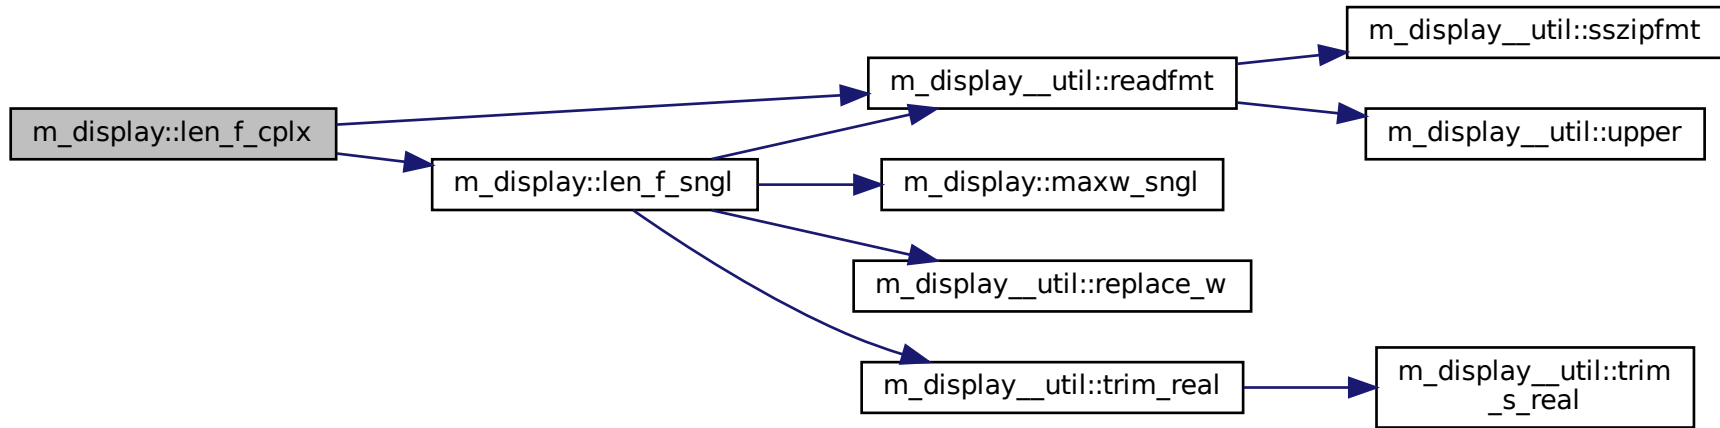 m_display::len_f_cplx
m_display::len_f_sngl
m_display__util::readfmt
m_display::maxw_sngl
m_display__util::replace_w
m_display__util::trim_real
m_display__util::sszipfmt
m_display__util::upper
m_display__util::trim
_s_real